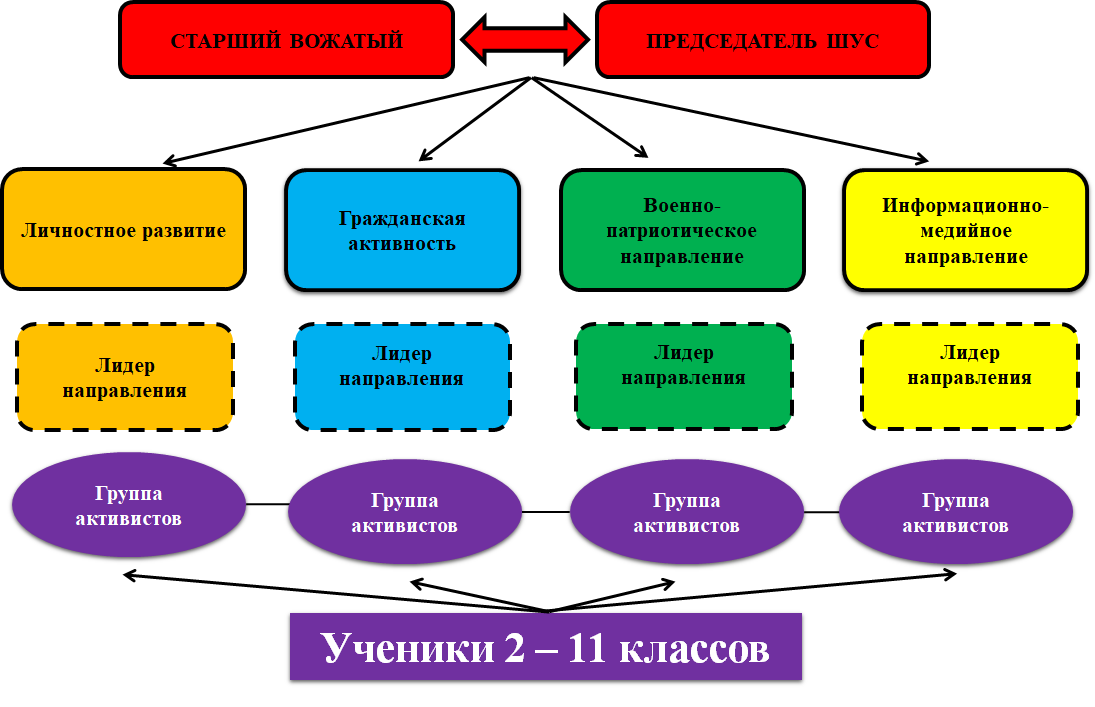 СТАРШИЙ ВОЖАТЫЙ
ПРЕДСЕДАТЕЛЬ ШУС
Личностное развитие
Гражданская
активность
Военно-
патриотическое
направление
Информационно-
медийное
направление
Лидер
направления
Лидер
направления
Лидер
направления
Лидер
направления
Группа
активистов
Группа
активистов
Группа
активистов
Группа
активистов
Ученики 2 – 11 классов